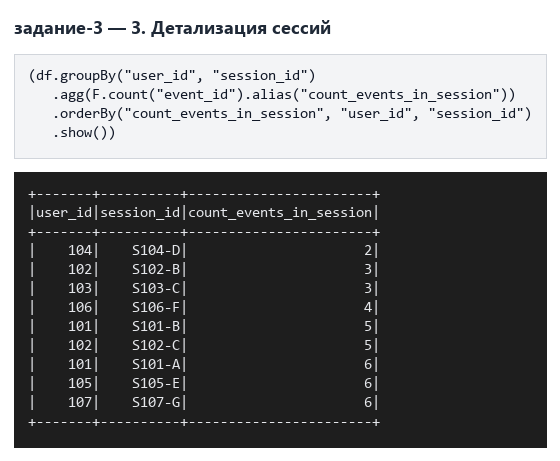 задание-3 — 3. Детализация сессий
(df.groupBy("user_id", "session_id")
   .agg(F.count("event_id").alias("count_events_in_session"))
   .orderBy("count_events_in_session", "user_id", "session_id")
   .show())
+-------+----------+-----------------------+
|user_id|session_id|count_events_in_session|
+-------+----------+-----------------------+
|    104|    S104-D|                      2|
|    102|    S102-B|                      3|
|    103|    S103-C|                      3|
|    106|    S106-F|                      4|
|    101|    S101-B|                      5|
|    102|    S102-C|                      5|
|    101|    S101-A|                      6|
|    105|    S105-E|                      6|
|    107|    S107-G|                      6|
+-------+----------+-----------------------+